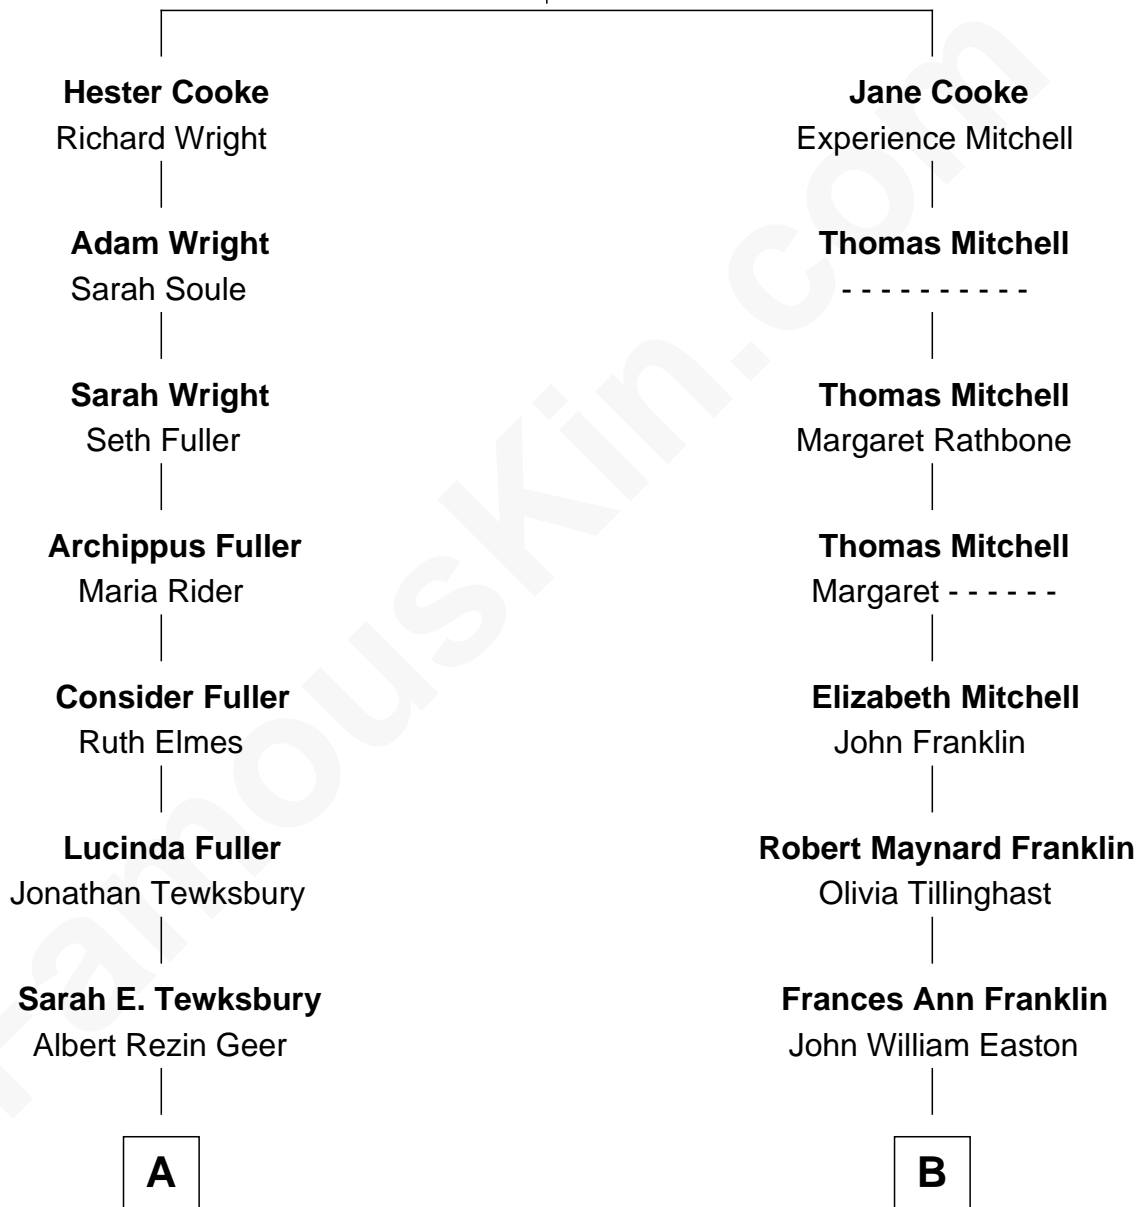 Hester Cooke
Richard Wright
Adam Wright
Sarah Soule
Sarah Wright
Seth Fuller
Archippus Fuller
Maria Rider
Consider Fuller
Ruth Elmes
Lucinda Fuller
Jonathan Tewksbury
Sarah E. Tewksbury
Albert Rezin Geer
A
Jane Cooke
Experience Mitchell
Thomas Mitchell
- - - - - - - - - -
Thomas Mitchell
Margaret Rathbone
Thomas Mitchell
Margaret - - - - - -
Elizabeth Mitchell
John Franklin
Robert Maynard Franklin
Olivia Tillinghast
Frances Ann Franklin
John William Easton
B
FamousKin.com